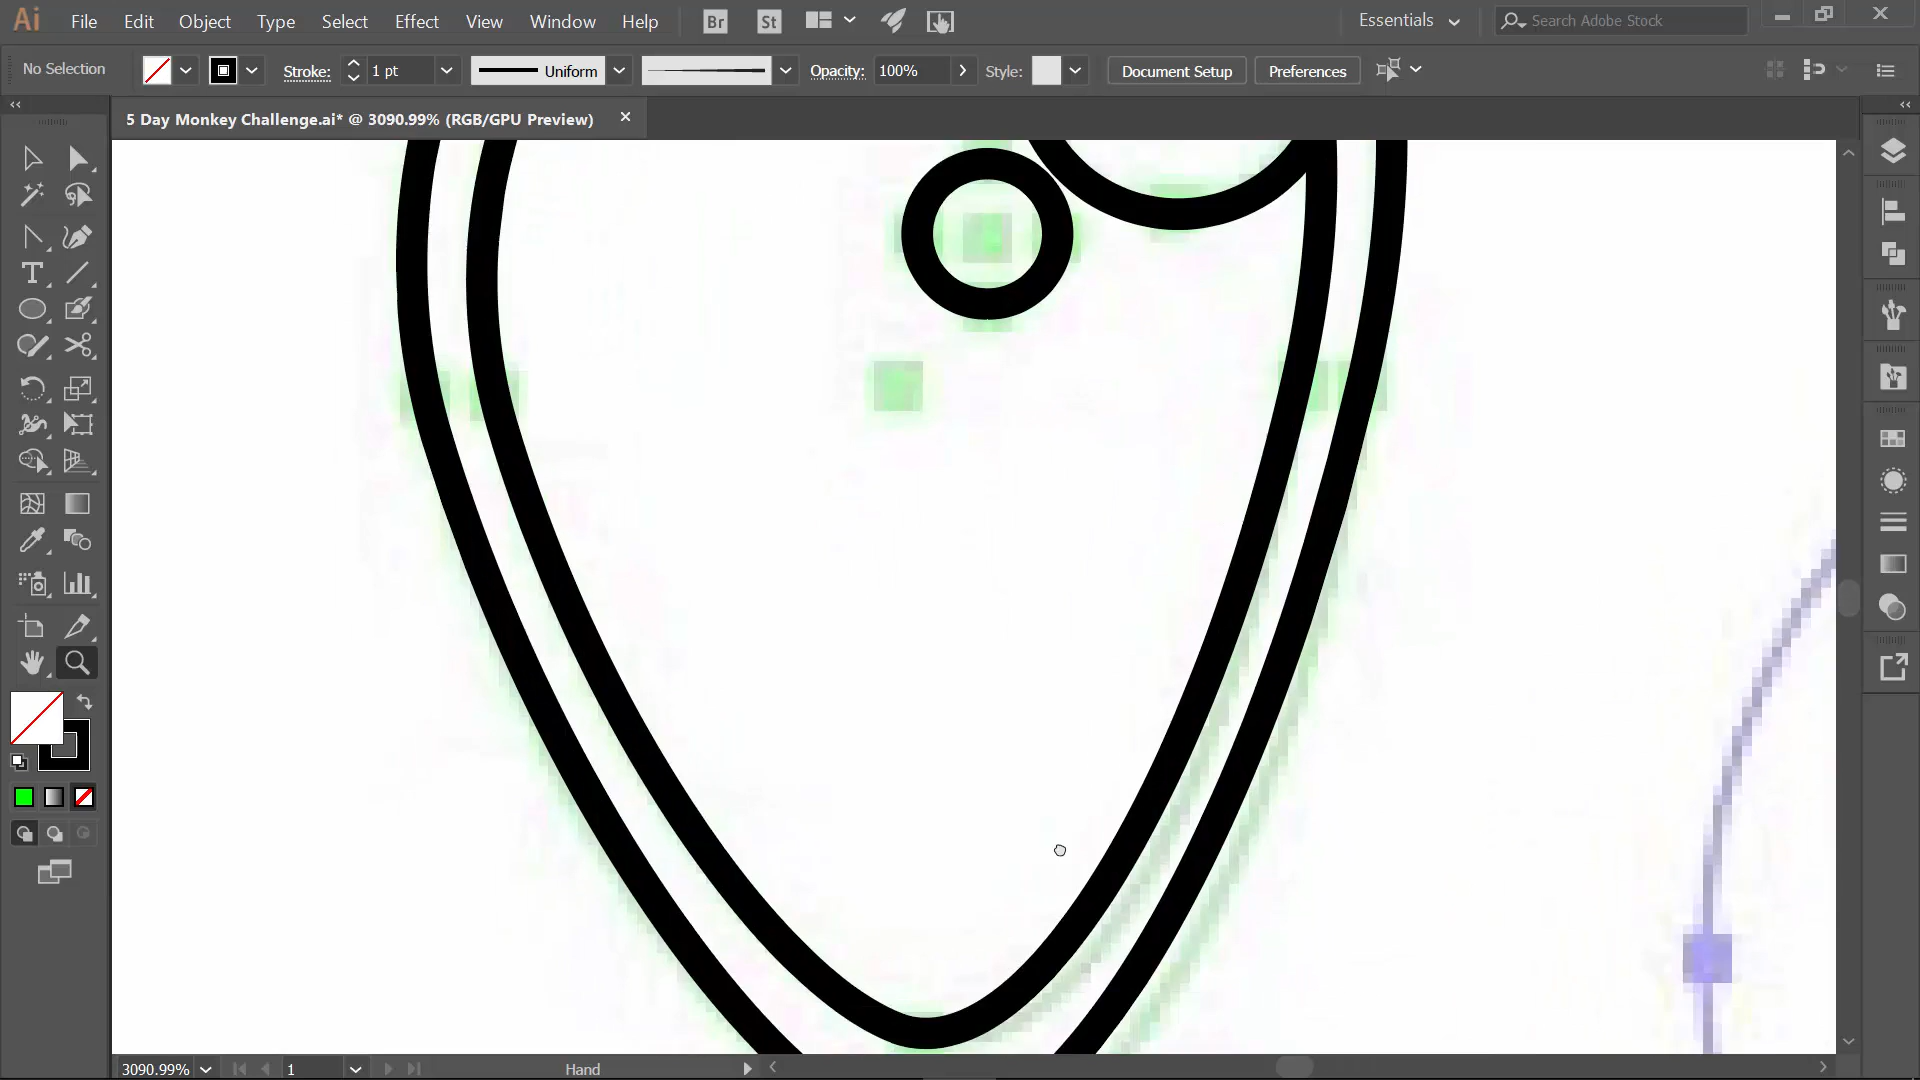 Ai File Edit Object Type Select Effect View Window Help Br St Essentials Search Adobe Stock
No Selection Stroke: 1 pt Uniform Opacity: 100% Style: Document Setup Preferences
5 Day Monkey Challenge.ai* @ 3090.99% (RGB/GPU Preview)
3090.99% 1 Hand